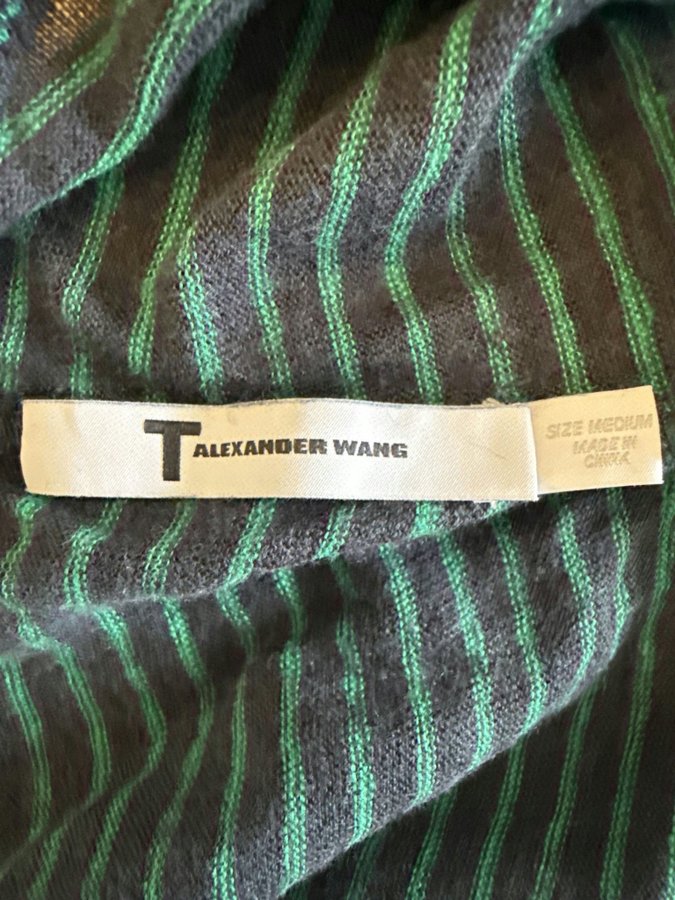 T ALEXANDER WANG
SIZE MEDIUM
MADE IN
CHINA